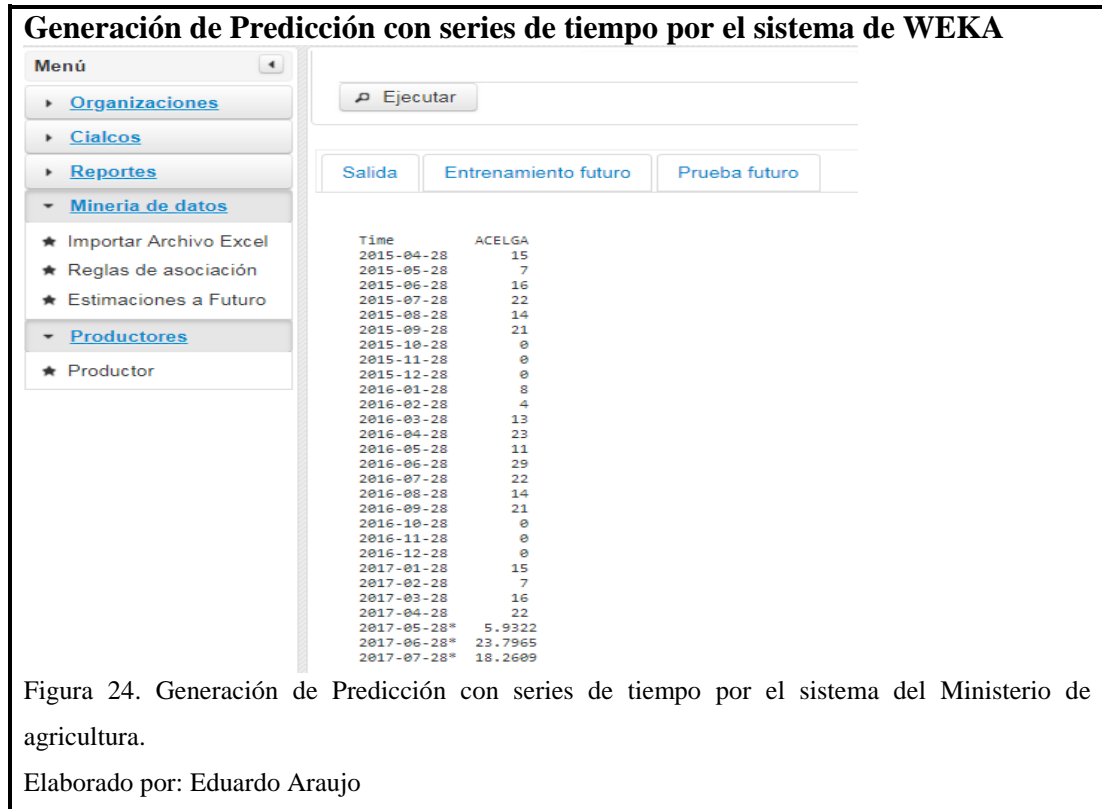 Generación de Predicción con series de tiempo por el sistema de WEKA
Menú
Organizaciones
Cialcos
Reportes
Mineria de datos
Importar Archivo Excel
Reglas de asociación
Estimaciones a Futuro
Productores
Productor
Ejecutar
Salida Entrenamiento futuro Prueba futuro
Time ACELGA
2015-04-28 15
2015-05-28 7
2015-06-28 16
2015-07-28 22
2015-08-28 14
2015-09-28 21
2015-10-28 0
2015-11-28 0
2015-12-28 0
2016-01-28 8
2016-02-28 4
2016-03-28 13
2016-04-28 23
2016-05-28 11
2016-06-28 29
2016-07-28 22
2016-08-28 14
2016-09-28 21
2016-10-28 0
2016-11-28 0
2016-12-28 0
2017-01-28 15
2017-02-28 7
2017-03-28 16
2017-04-28 22
2017-05-28* 5.9322
2017-06-28* 23.7965
2017-07-28* 18.2609
Figura 24. Generación de Predicción con series de tiempo por el sistema del Ministerio de
agricultura.
Elaborado por: Eduardo Araujo